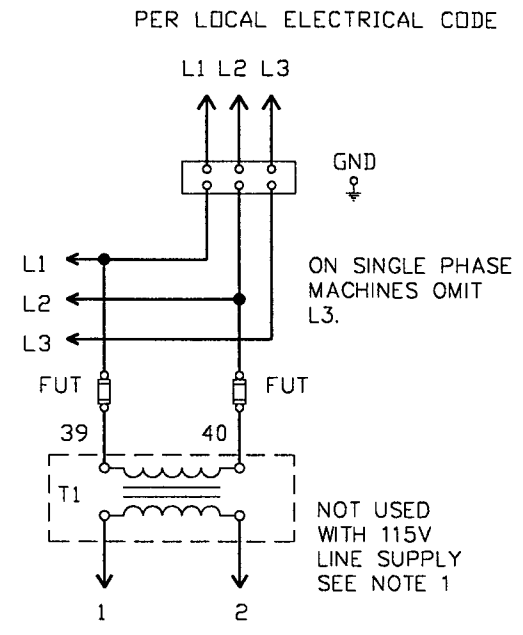 PER LOCAL ELECTRICAL CODE
L1 L2 L3
GND
L1
L2
L3
ON SINGLE PHASE
MACHINES OMIT
L3.
FUT
FUT
39
40
T1
NOT USED
WITH 115V
LINE SUPPLY
SEE NOTE 1
1
2